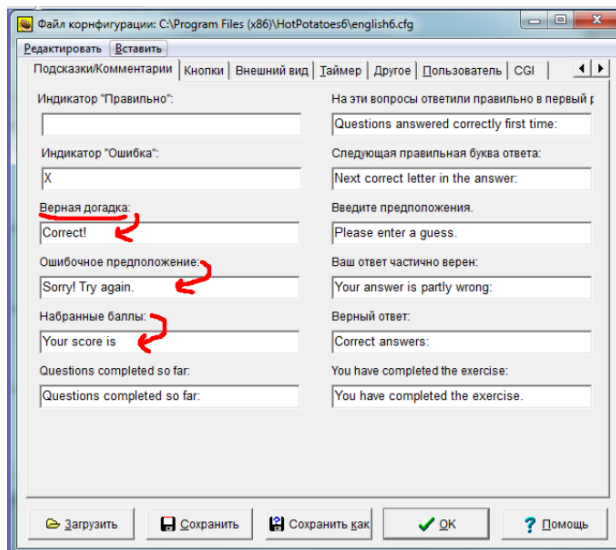 Файл корнфигурации: C:\Program Files (x86)\HotPotatoes6\english6.cfg
Редактировать Вставить
Подсказки/Комментарии Кнопки Внешний вид Таймер Другое Пользователь CGI
Индикатор "Правильно":
На эти вопросы ответили правильно в первый р
Questions answered correctly first time:
Индикатор "Ошибка":
Следующая правильная буква ответа:
X
Next correct letter in the answer:
Верная догадка:
Введите предположения.
Correct!
Please enter a guess.
Ошибочное предположение:
Ваш ответ частично верен:
Sorry! Try again.
Your answer is partly wrong:
Набранные баллы:
Верный ответ:
Your score is
Correct answers:
Questions completed so far:
You have completed the exercise:
Questions completed so far:
You have completed the exercise.
Загрузить Сохранить Сохранить как OK Помощь